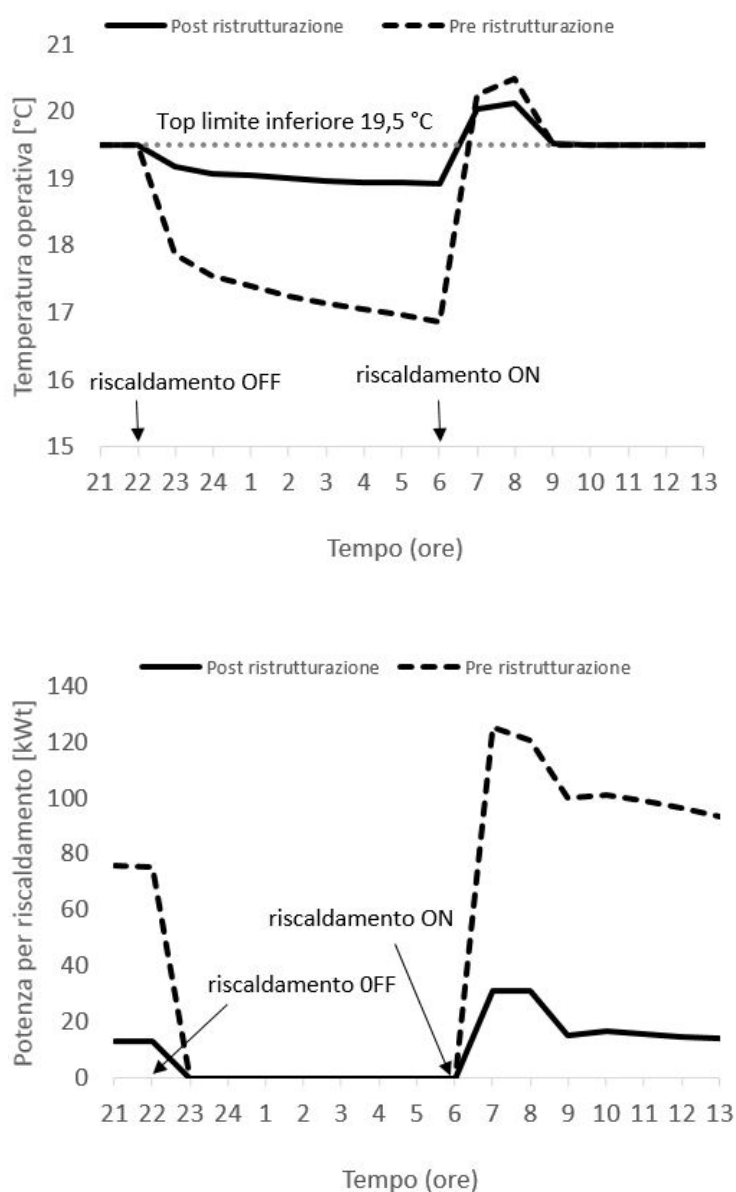 Post ristrutturazione Pre ristrutturazione
21
20
19
18
17
16
15
Temperatura operativa [°C]
Top limite inferiore 19,5 °C
riscaldamento OFF
riscaldamento ON
21 22 23 24 1 2 3 4 5 6 7 8 9 10 11 12 13
Tempo (ore)
Post ristrutturazione Pre ristrutturazione
140
120
100
80
60
40
20
0
Potenza per riscaldamento [kWt]
riscaldamento ON
riscaldamento 0FF
21 22 23 24 1 2 3 4 5 6 7 8 9 10 11 12 13
Tempo (ore)